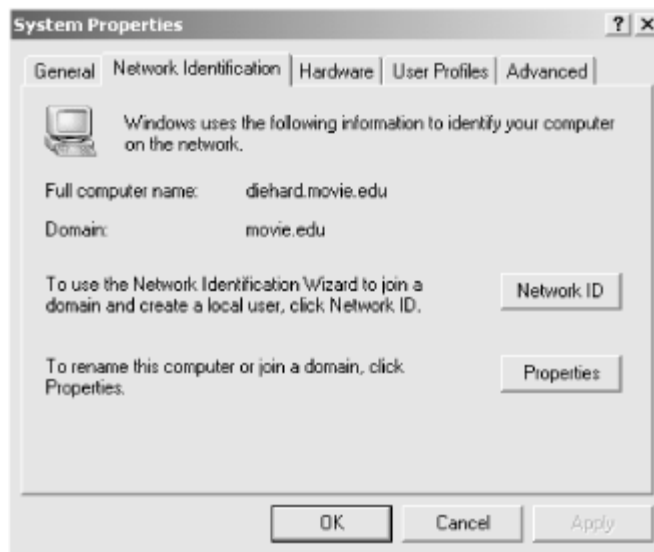 System Properties
General Network Identification Hardware User Profiles Advanced
Windows uses the following information to identify your computer
on the network.
Full computer name: diehard.movie.edu
Domain: movie.edu
To use the Network Identification Wizard to join a
domain and create a local user, click Network ID.
Network ID
To rename this computer or join a domain, click
Properties.
Properties
OK Cancel Apply